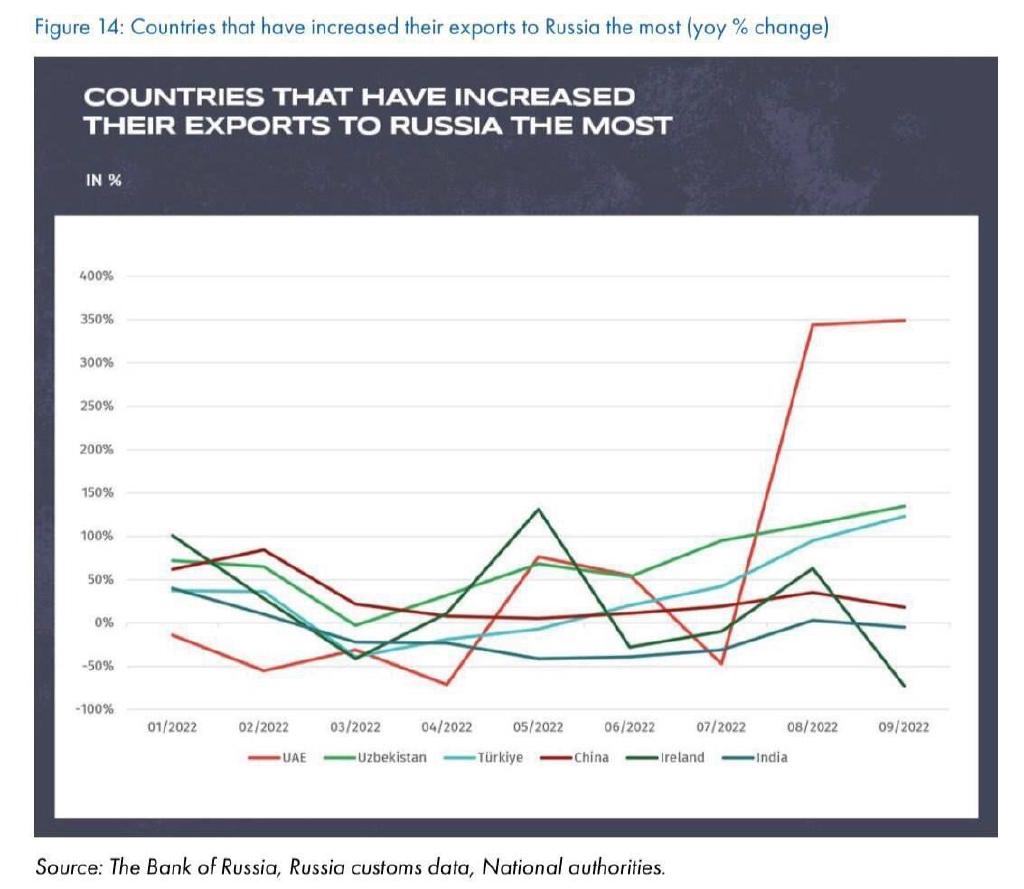 Figure 14: Countries that have increased their exports to Russia the most (yoy % change)
COUNTRIES THAT HAVE INCREASED
THEIR EXPORTS TO RUSSIA THE MOST
IN %
400%
350%
300%
250%
200%
150%
100%
50%
0%
-50%
-100%
01/2022 02/2022 03/2022 04/2022 05/2022 06/2022 07/2022 08/2022 09/2022
UAE Uzbekistan Türkiye China Ireland India
Source: The Bank of Russia, Russia customs data, National authorities.